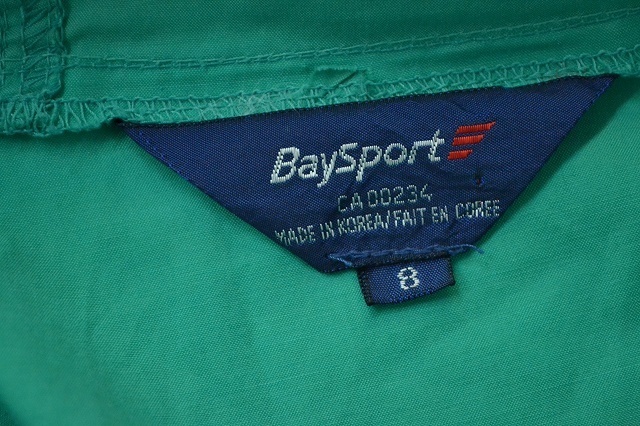 BaySport
CA 00234
MADE IN KOREA/FAIT EN COREE
8